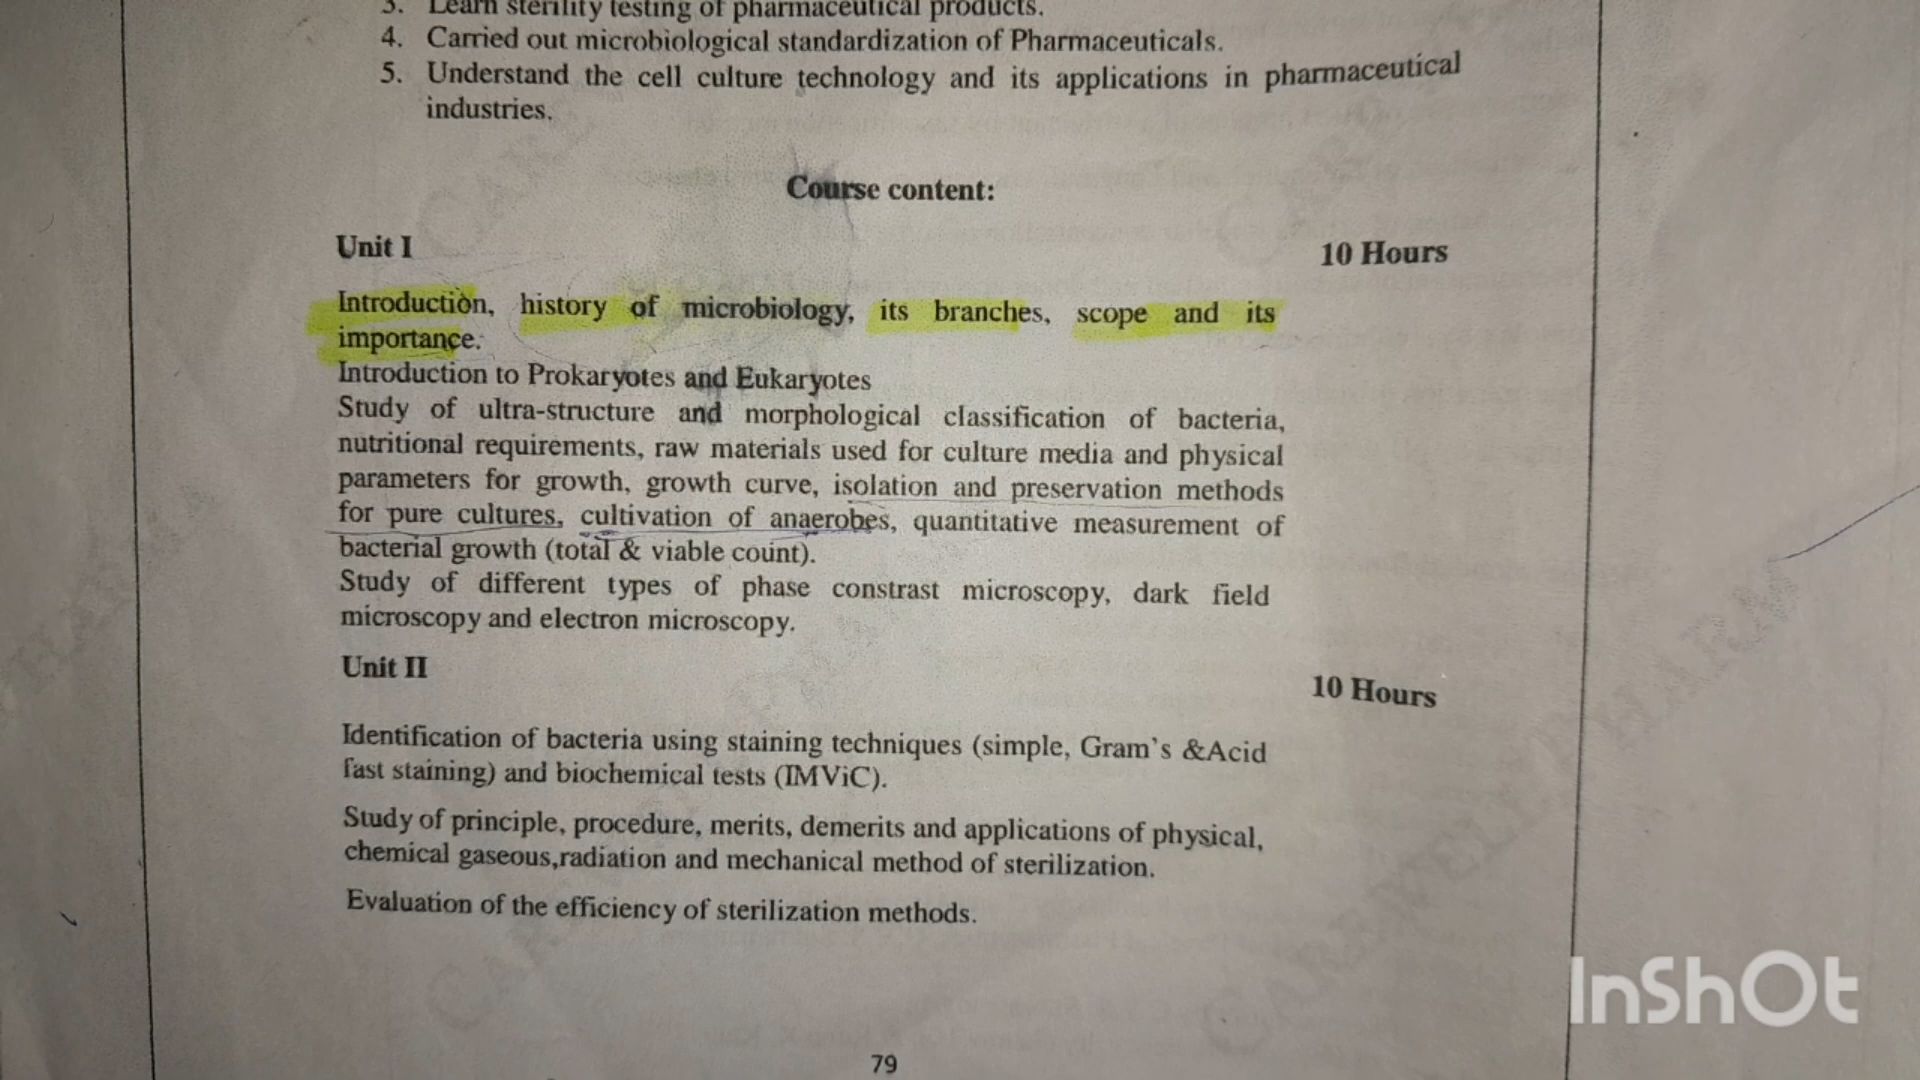 3. Learn sterility testing of pharmaceutical products.
4. Carried out microbiological standardization of Pharmaceuticals.
5. Understand the cell culture technology and its applications in pharmaceutical
industries.
Course content:
Unit I 10 Hours
Introduction, history of microbiology, its branches, scope and its
importance.
Introduction to Prokaryotes and Eukaryotes
Study of ultra-structure and morphological classification of bacteria,
nutritional requirements, raw materials used for culture media and physical
parameters for growth, growth curve, isolation and preservation methods
for pure cultures, cultivation of anaerobes, quantitative measurement of
bacterial growth (total & viable count).
Study of different types of phase constrast microscopy, dark field
microscopy and electron microscopy.
Unit II 10 Hours
Identification of bacteria using staining techniques (simple, Gram's &Acid
fast staining) and biochemical tests (IMViC).
Study of principle, procedure, merits, demerits and applications of physical,
chemical gaseous,radiation and mechanical method of sterilization.
Evaluation of the efficiency of sterilization methods.
InShOt
79